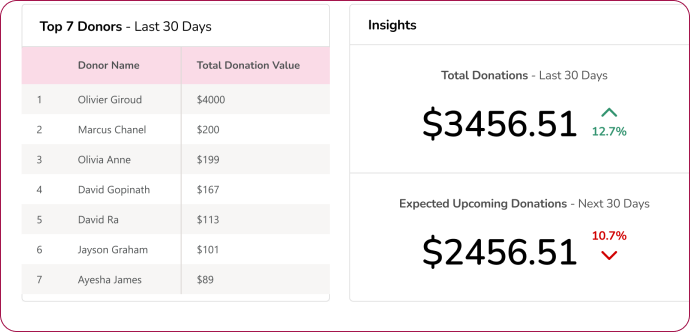 Top 7 Donors - Last 30 Days
Donor Name Total Donation Value
1 Olivier Giroud $4000
2 Marcus Chanel $200
3 Olivia Anne $199
4 David Gopinath $167
5 David Ra $113
6 Jayson Graham $101
7 Ayesha James $89
Insights
Total Donations - Last 30 Days
$3456.51 12.7%
Expected Upcoming Donations - Next 30 Days
$2456.51 10.7%